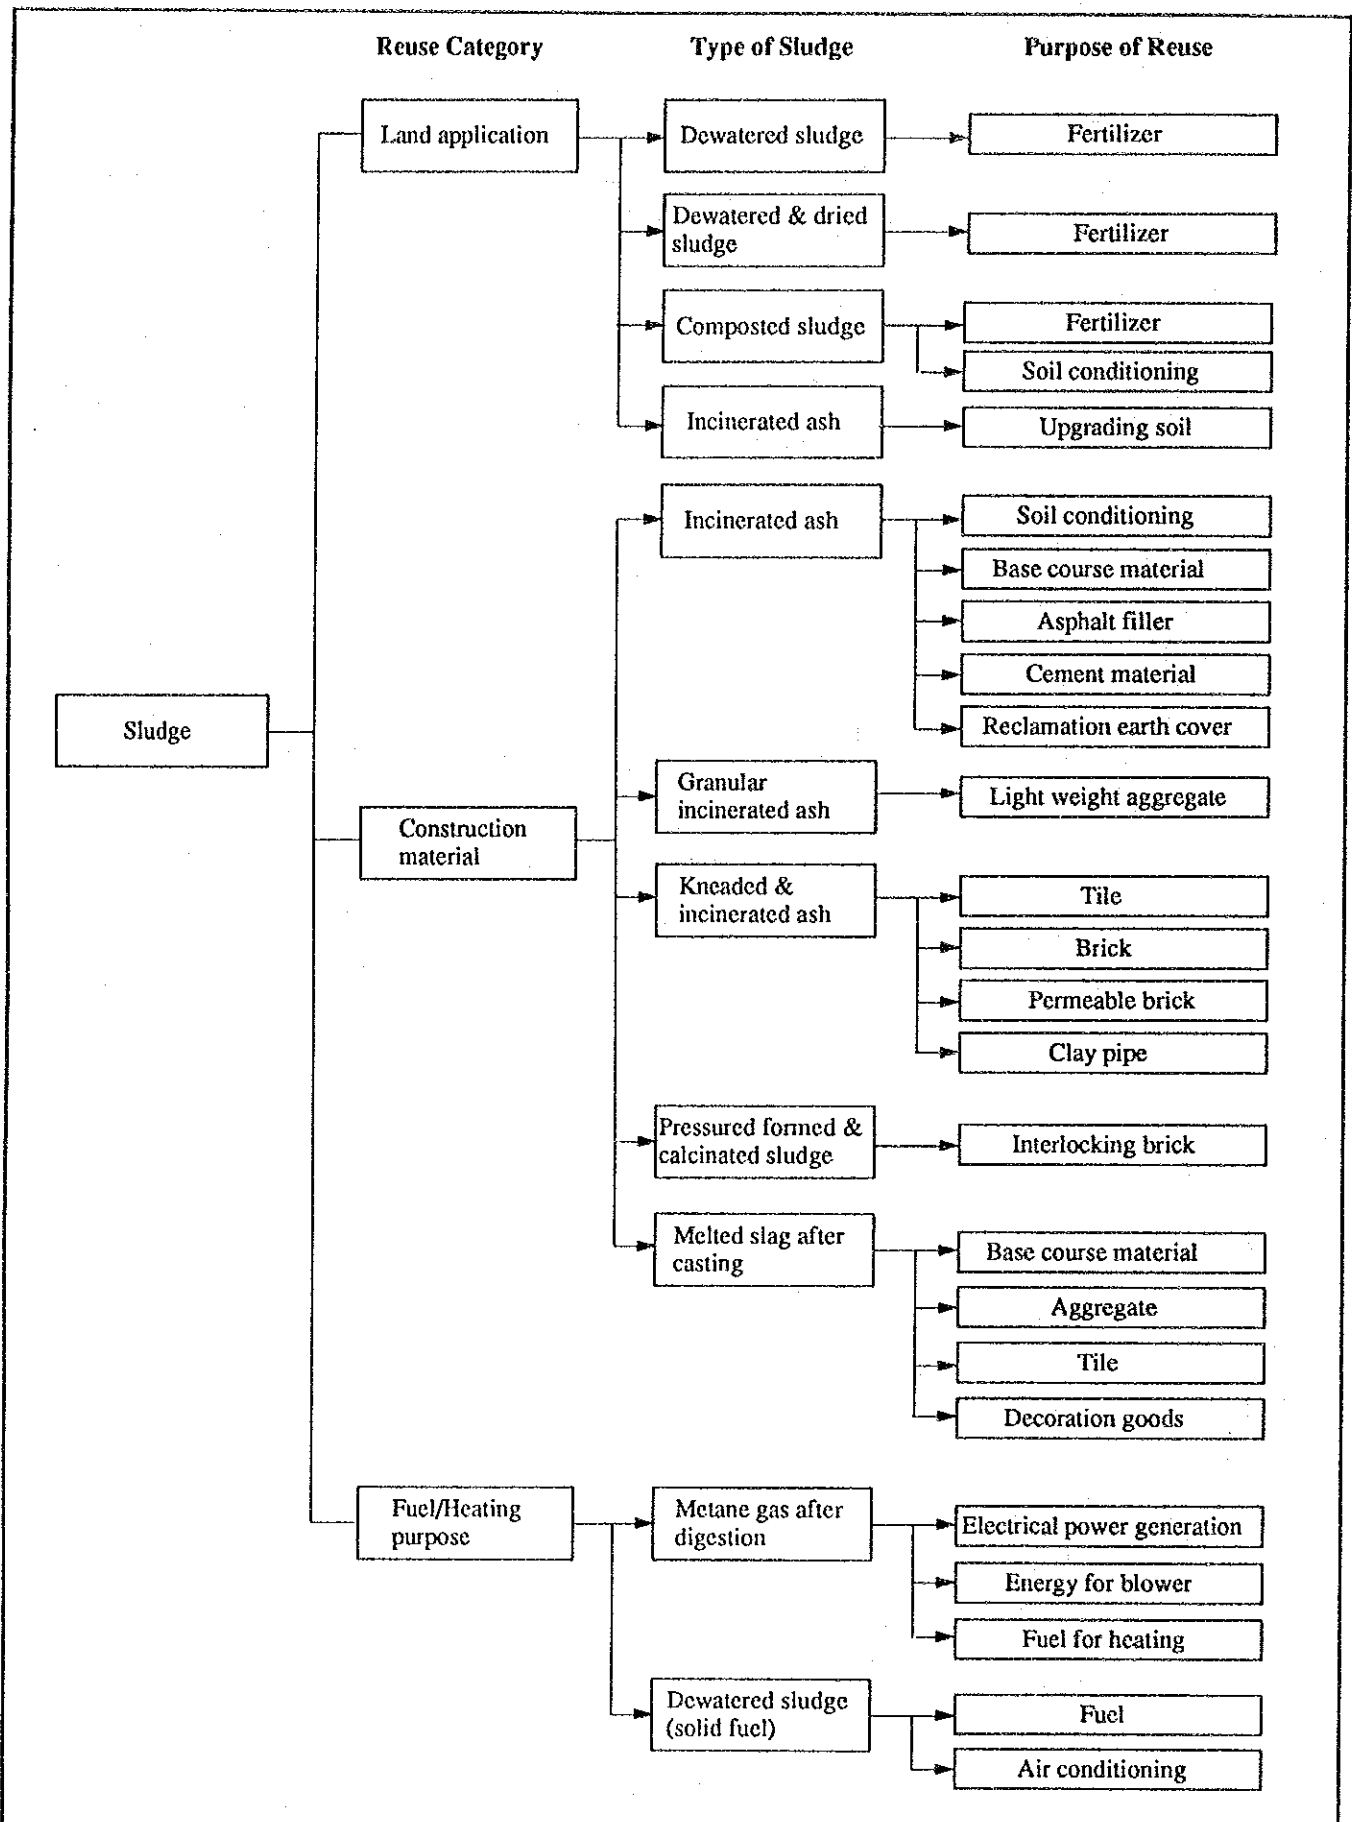 Reuse Category Type of Sludge Purpose of Reuse
Land application
Dewatered sludge
Fertilizer
Dewatered & dried
sludge
Fertilizer
Composted sludge
Fertilizer
Soil conditioning
Incinerated ash
Upgrading soil
Incinerated ash
Soil conditioning
Base course material
Asphalt filler
Cement material
Reclamation earth cover
Sludge
Construction
material
Granular
incinerated ash
Light weight aggregate
Kneaded &
incinerated ash
Tile
Brick
Permeable brick
Clay pipe
Pressured formed &
calcinated sludge
Interlocking brick
Melted slag after
casting
Base course material
Aggregate
Tile
Decoration goods
Fuel/Heating
purpose
Metane gas after
digestion
Electrical power generation
Energy for blower
Fuel for heating
Dewatered sludge
(solid fuel)
Fuel
Air conditioning